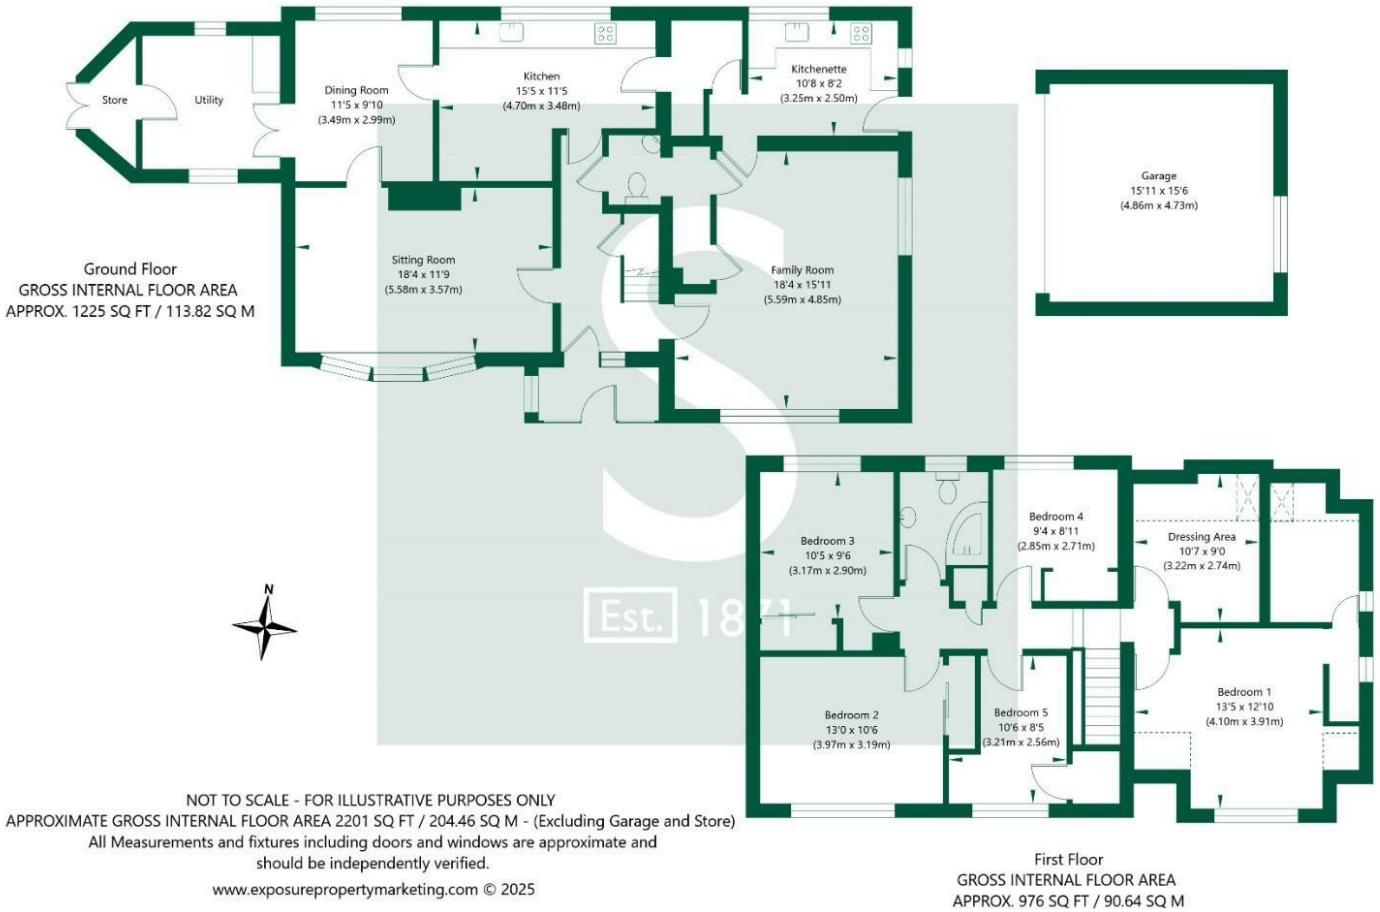 Store
Utility
Dining Room
11'5 x 9'10
(3.49m x 2.99m)
Kitchen
15'5 x 11'5
(4.70m x 3.48m)
Kitchenette
10'8 x 8'2
(3.25m x 2.50m)
Garage
15'11 x 15'6
(4.86m x 4.73m)
Sitting Room
18'4 x 11'9
(5.58m x 3.57m)
Family Room
18'4 x 15'11
(5.59m x 4.85m)
Ground Floor
GROSS INTERNAL FLOOR AREA
APPROX. 1225 SQ FT / 113.82 SQ M
S
Est. 1871
N
Bedroom 3
10'5 x 9'6
(3.17m x 2.90m)
Bedroom 4
9'4 x 8'11
(2.85m x 2.71m)
Dressing Area
10'7 x 9'0
(3.22m x 2.74m)
Bedroom 2
13'0 x 10'6
(3.97m x 3.19m)
Bedroom 5
10'6 x 8'5
(3.21m x 2.56m)
Bedroom 1
13'5 x 12'10
(4.10m x 3.91m)
NOT TO SCALE - FOR ILLUSTRATIVE PURPOSES ONLY
APPROXIMATE GROSS INTERNAL FLOOR AREA 2201 SQ FT / 204.46 SQ M - (Excluding Garage and Store)
All Measurements and fixtures including doors and windows are approximate and
should be independently verified.
www.exposurepropertymarketing.com © 2025
First Floor
GROSS INTERNAL FLOOR AREA
APPROX. 976 SQ FT / 90.64 SQ M